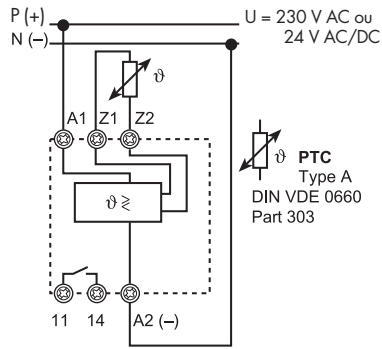 P (+)
U = 230 V AC ou
N (–)
24 V AC/DC
ϑ
A1 Z1 Z2
ϑ PTC
Type A
DIN VDE 0660
Part 303
ϑ ≷
11 14 A2 (–)